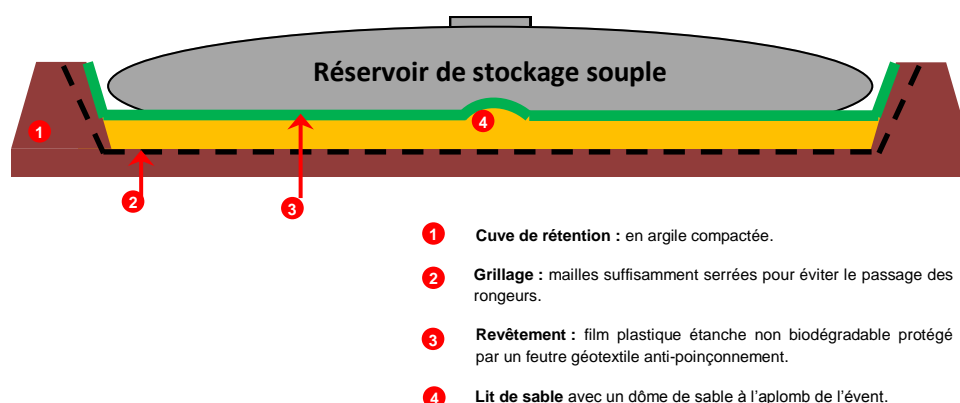 Réservoir de stockage souple
4
1
2
3
1 Cuve de rétention : en argile compactée.
2 Grillage : mailles suffisamment serrées pour éviter le passage des
rongeurs.
3 Revêtement : film plastique étanche non biodégradable protégé
par un feutre géotextile anti-poinçonnement.
4 Lit de sable avec un dôme de sable à l'aplomb de l'évent.